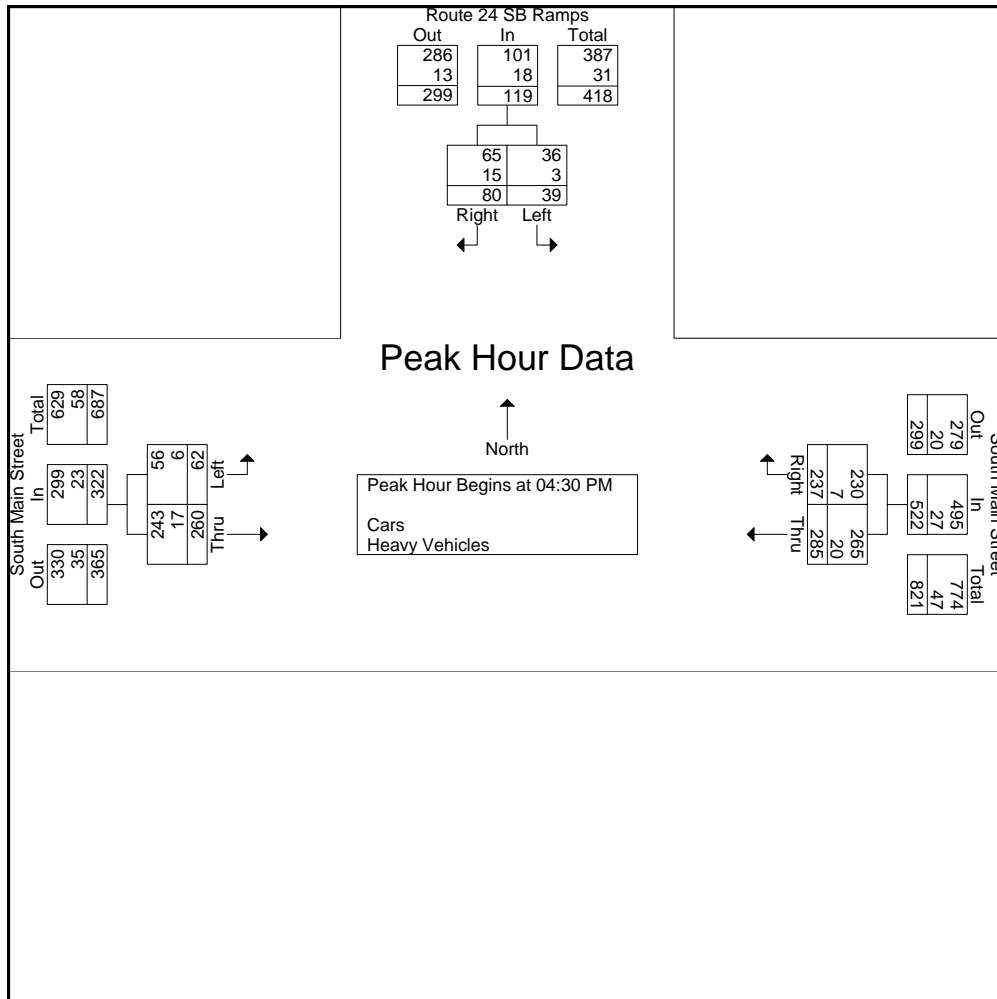 Route 24 SB Ramps
Out In Total
286 101 387
13 18 31
299 119 418
65 36
15 3
80 39
Right Left
Peak Hour Data
North
Peak Hour Begins at 04:30 PM
Cars
Heavy Vehicles
South Main Street
Out In Total
330 299 629
35 23 58
365 322 687
Left
56
6
62
Thru
243
17
260
South Main Street
Out In Total
279 495 774
20 27 47
299 522 821
Right
230
7
237
Thru
265
20
285